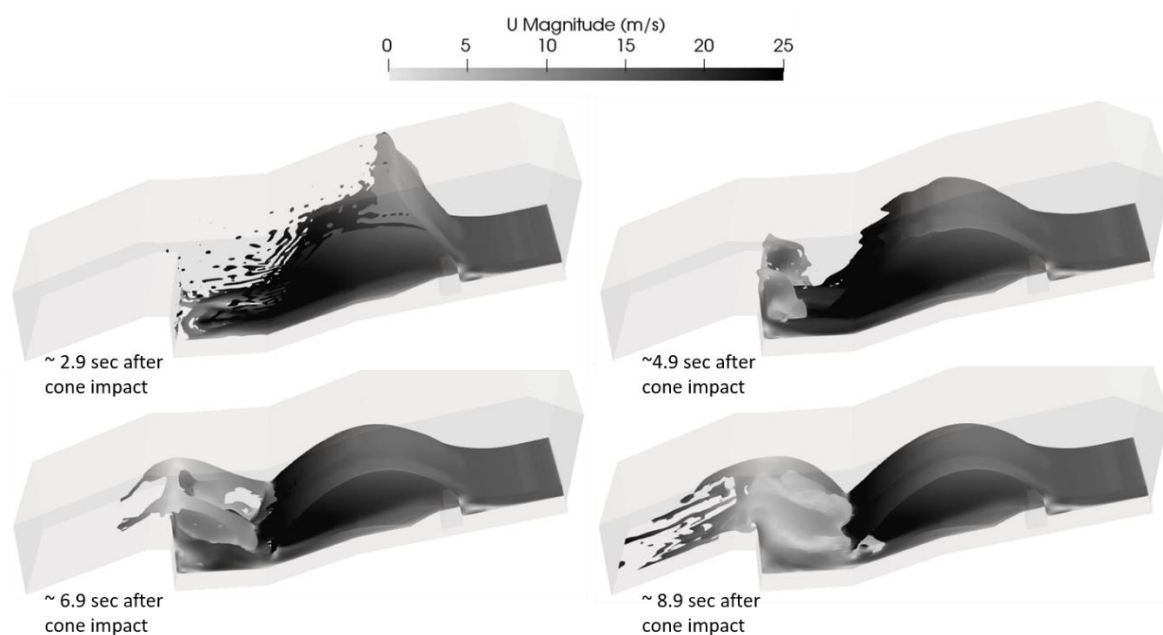 U Magnitude (m/s)
0 5 10 15 20 25
~ 2.9 sec after
cone impact
~4.9 sec after
cone impact
~ 6.9 sec after
cone impact
~ 8.9 sec after
cone impact